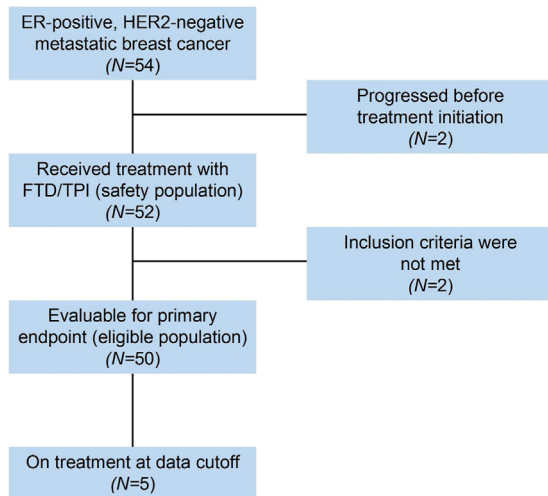 ER-positive, HER2-negative
metastatic breast cancer
(N=54)
Progressed before
treatment initiation
(N=2)
Received treatment with
FTD/TPI (safety population)
(N=52)
Inclusion criteria were
not met
(N=2)
Evaluable for primary
endpoint (eligible population)
(N=50)
On treatment at data cutoff
(N=5)